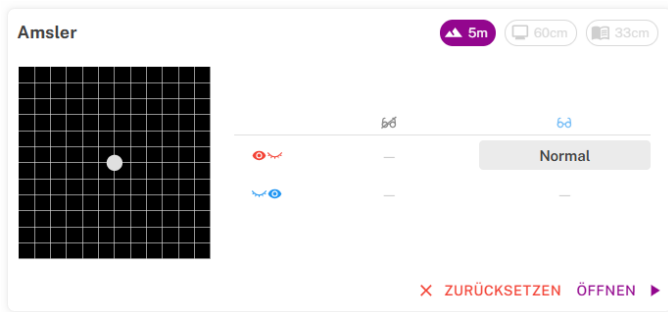 Amsler
5m
60cm
33cm
—
Normal
—
—
ZURÜCKSETZEN
ÖFFNEN